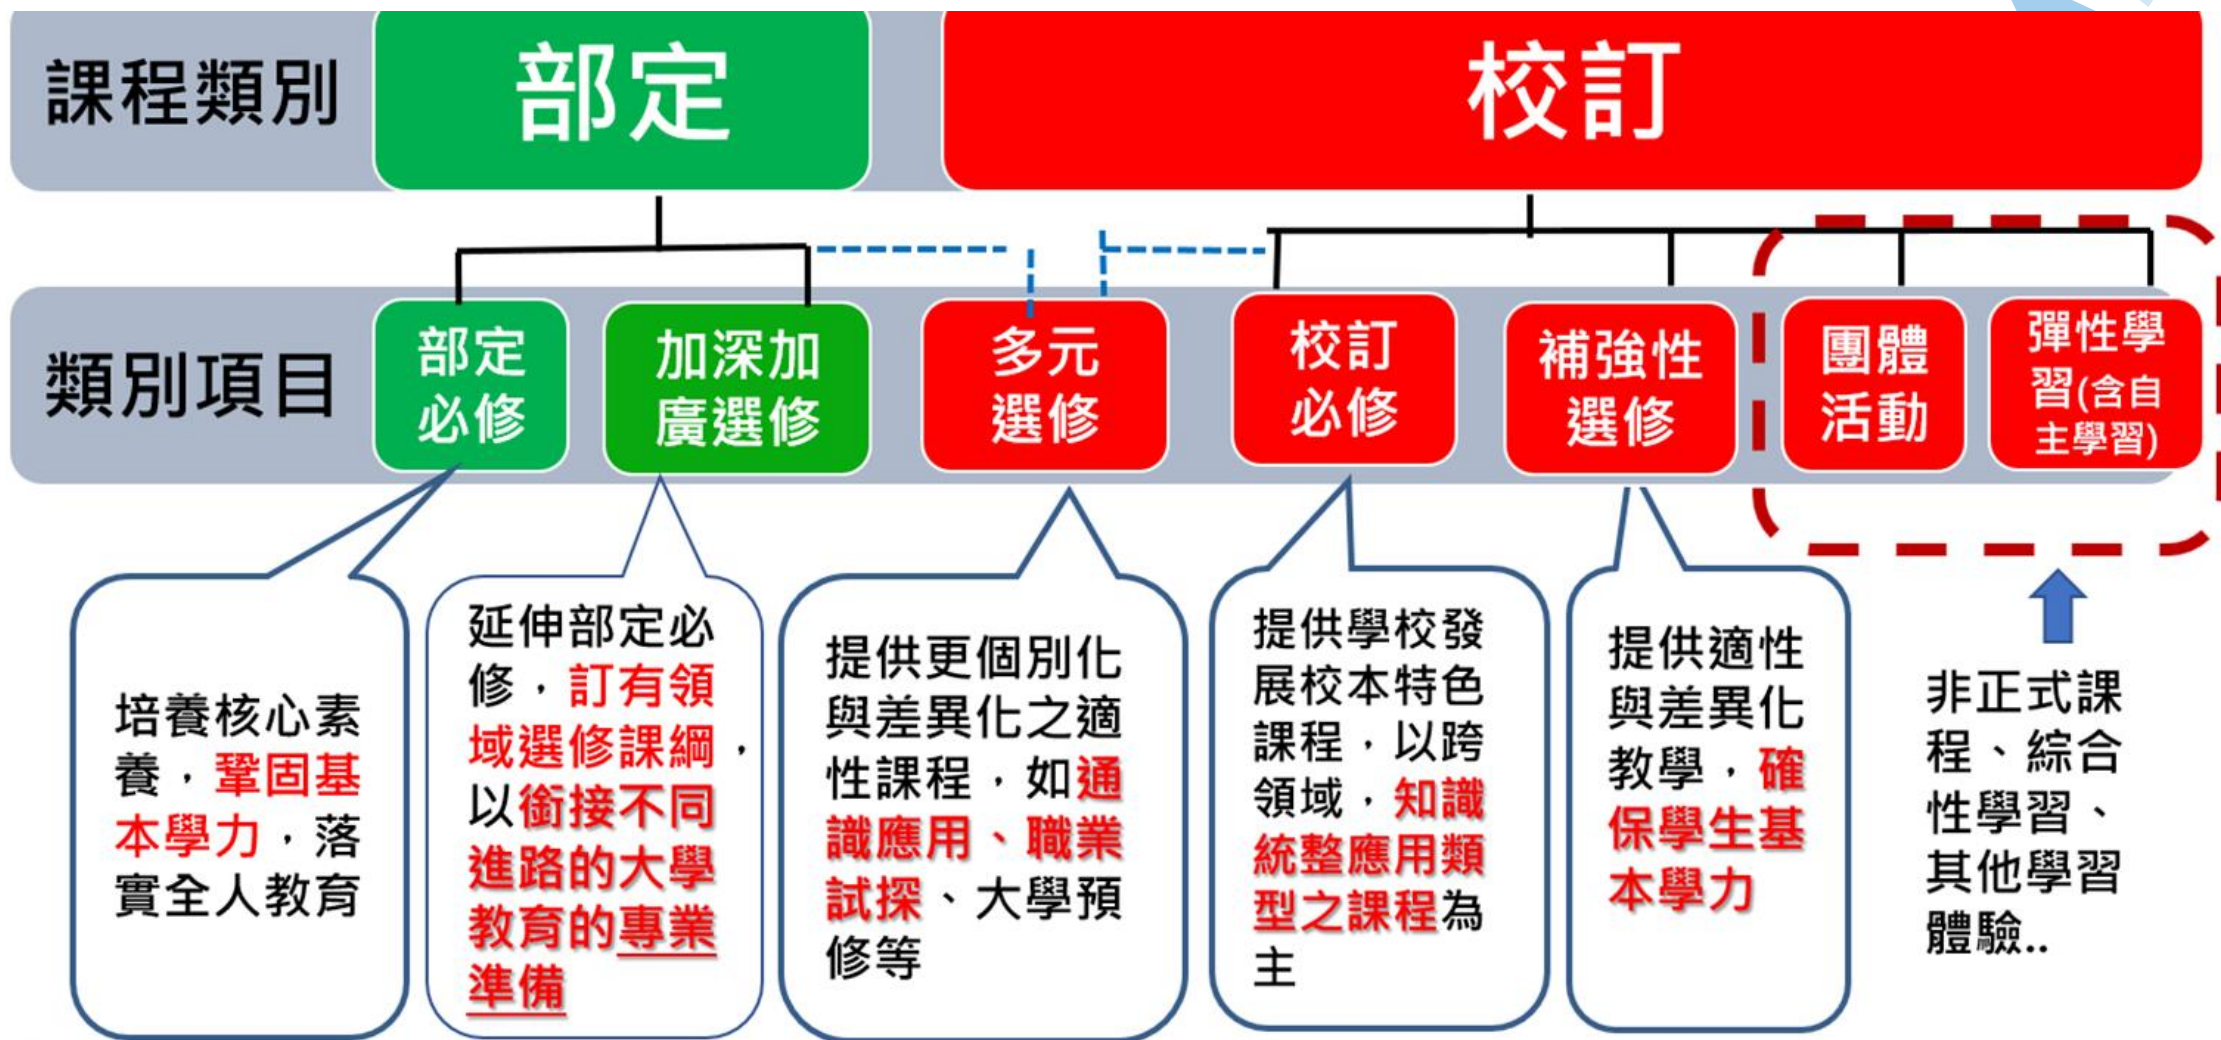 課程類別
部定
校訂
類別項目
部定
必修
加深加
廣選修
多元
選修
校訂
必修
補強性
選修
團體
活動
彈性學
習(含自
主學習)
培養核心素
養，鞏固基
本學力，落
實全人教育
延伸部定必
修，訂有領
域選修課綱，
以銜接不同
進路的大學
教育的專業
準備
提供更個別化
與差異化之適
性課程，如通
識應用、職業
試探、大學預
修等
提供學校發
展校本特色
課程，以跨
領域，知識
統整應用類
型之課程為
主
提供適性
與差異化
教學，確
保學生基
本學力
非正式課
程、綜合
性學習、
其他學習
體驗..